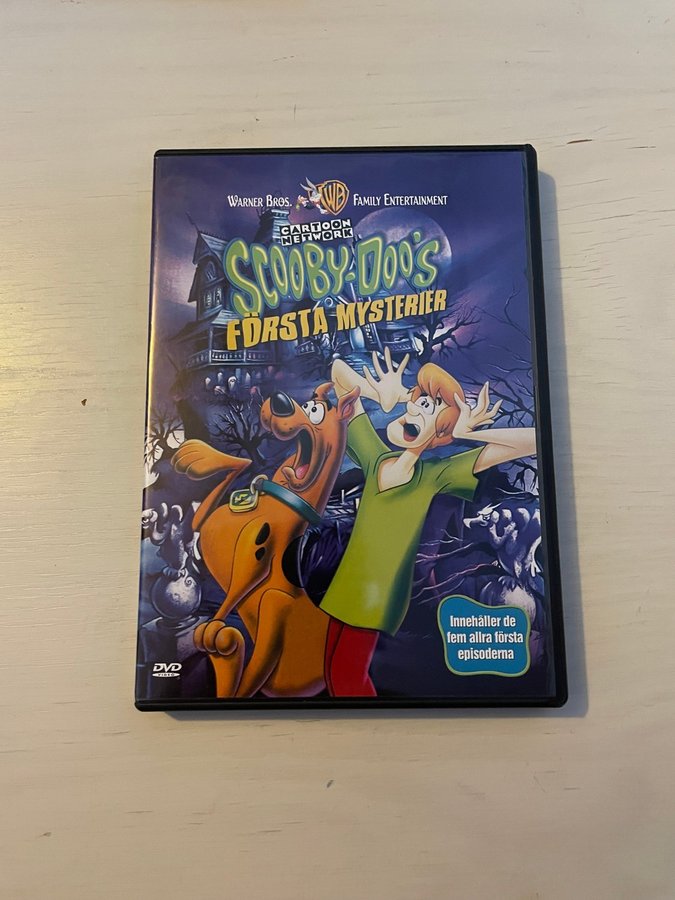 WARNER BROS. WB FAMILY ENTERTAINMENT
CARTOON
NETWORK
SCOOBY-DOO'S
FÖRSTA MYSTERIER
Innehåller de
fem allra första
episoderna
DVD
VIDEO